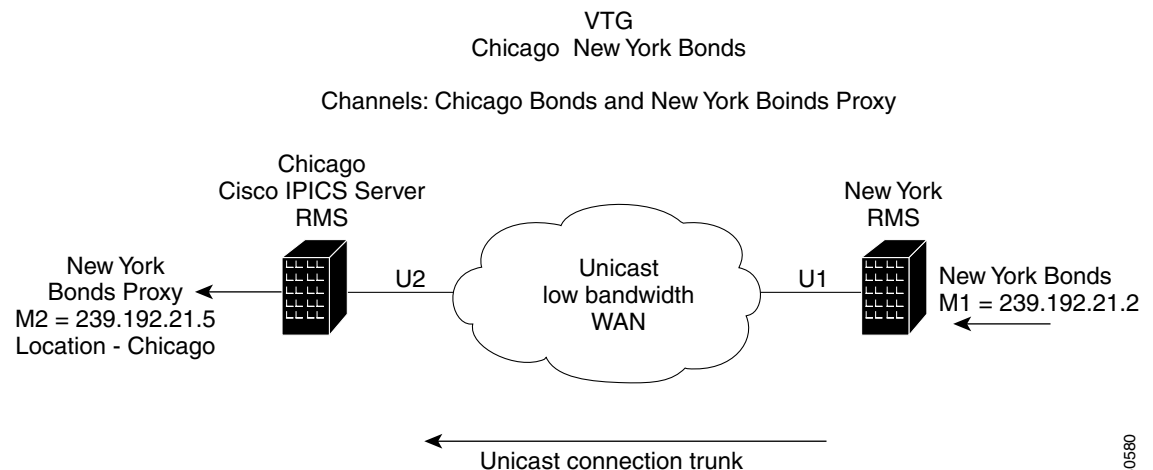 VTG
Chicago New York Bonds
Channels: Chicago Bonds and New York Boinds Proxy
Chicago
Cisco IPICS Server
RMS
New York
RMS
New York
Bonds Proxy
M2 = 239.192.21.5
Location - Chicago
U2
Unicast
low bandwidth
WAN
U1
New York Bonds
M1 = 239.192.21.2
Unicast connection trunk
0580